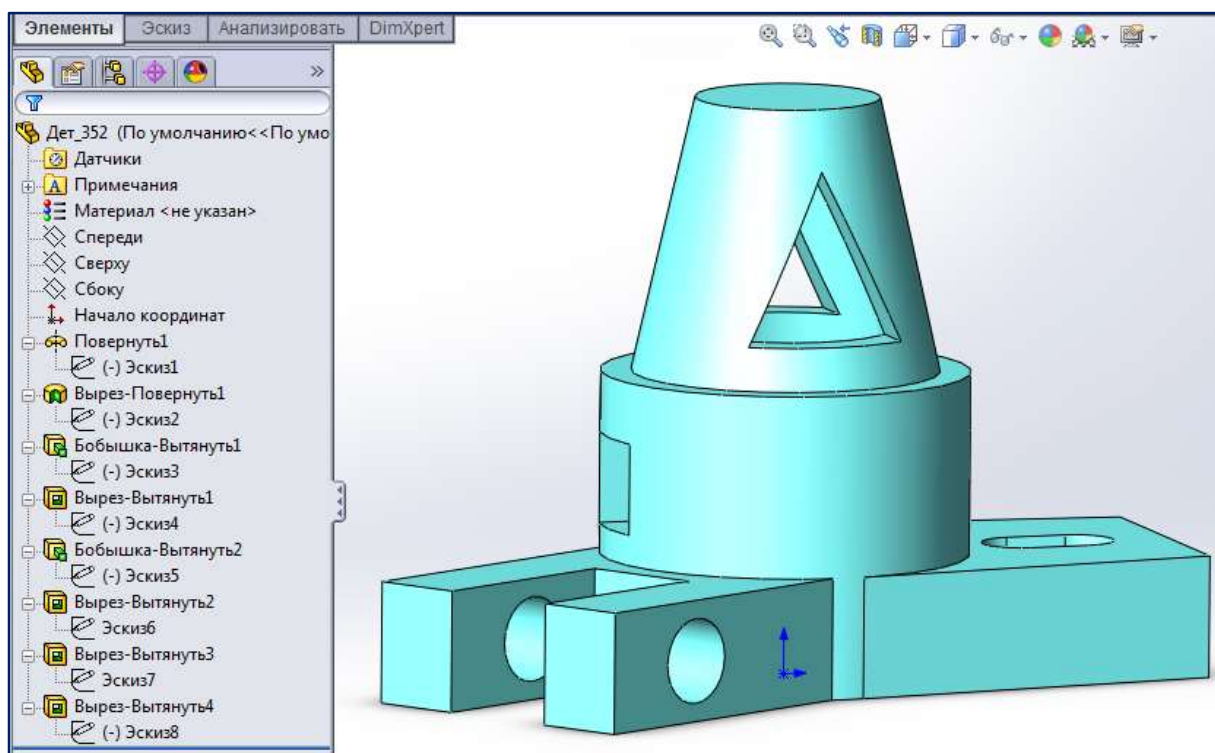 Элементы Эскиз Анализировать DimXpert
»
Дет_352 (По умолчанию<<По умо
Датчики
A Примечания
Материал <не указан>
Спереди
Сверху
Сбоку
Начало координат
Повернуть1
(-) Эскиз1
Вырез-Повернуть1
(-) Эскиз2
Бобышка-Вытянуть1
(-) Эскиз3
Вырез-Вытянуть1
(-) Эскиз4
Бобышка-Вытянуть2
(-) Эскиз5
Вырез-Вытянуть2
Эскиз6
Вырез-Вытянуть3
Эскиз7
Вырез-Вытянуть4
(-) Эскиз8